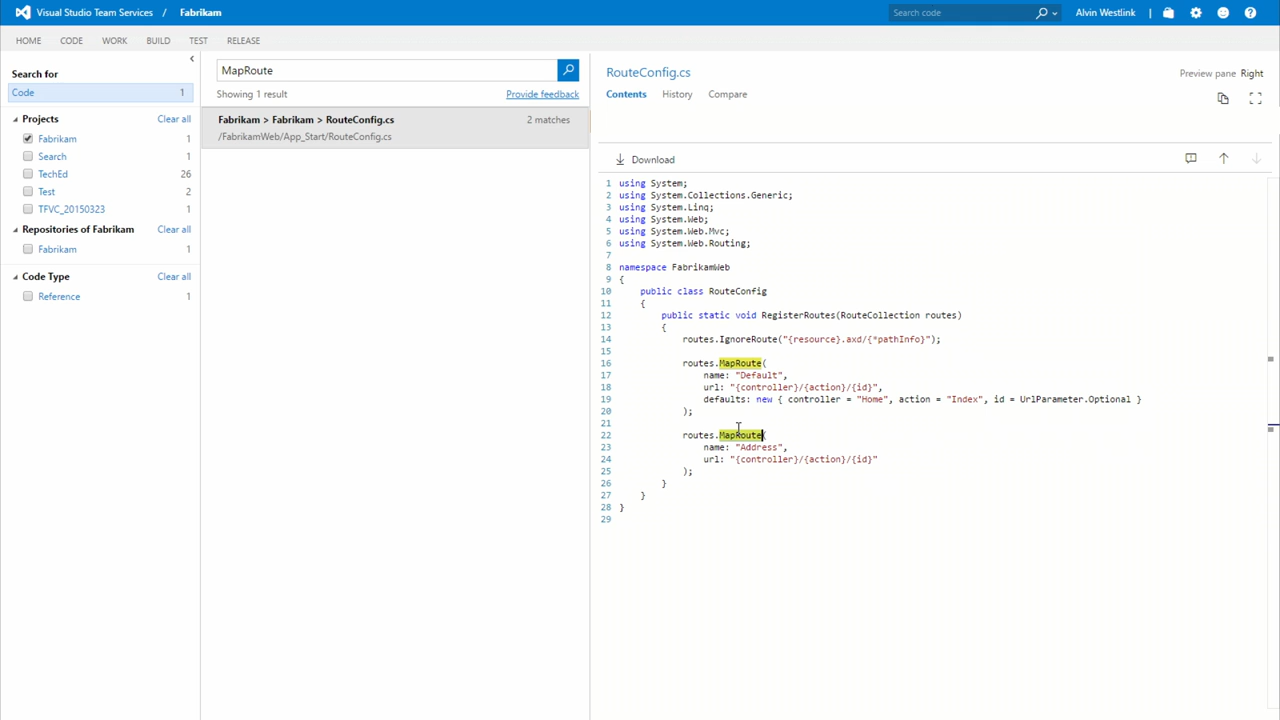 Visual Studio Team Services / Fabrikam
Search code
Alvin Westlink
HOME CODE WORK BUILD TEST RELEASE
Search for
Code 1
Projects Clear all
Fabrikam 1
Search 1
TechEd 26
Test 2
TFVC_20150323 1
Repositories of Fabrikam Clear all
Fabrikam 1
Code Type Clear all
Reference 1
MapRoute
Showing 1 result Provide feedback
Fabrikam > Fabrikam > RouteConfig.cs 2 matches
/FabrikamWeb/App_Start/RouteConfig.cs
RouteConfig.cs
Preview pane Right
Contents History Compare
Download
1 using System;
2 using System.Collections.Generic;
3 using System.Linq;
4 using System.Web;
5 using System.Web.Mvc;
6 using System.Web.Routing;
7
8 namespace FabrikamWeb
9 {
10 public class RouteConfig
11 {
12 public static void RegisterRoutes(RouteCollection routes)
13 {
14 routes.IgnoreRoute("{resource}.axd/{*pathInfo}");
15
16 routes.MapRoute(
17 name: "Default",
18 url: "{controller}/{action}/{id}",
19 defaults: new { controller = "Home", action = "Index", id = UrlParameter.Optional }
20 );
21
22 routes.MapRoute(
23 name: "Address",
24 url: "{controller}/{action}/{id}"
25 );
26 }
27 }
28 }
29